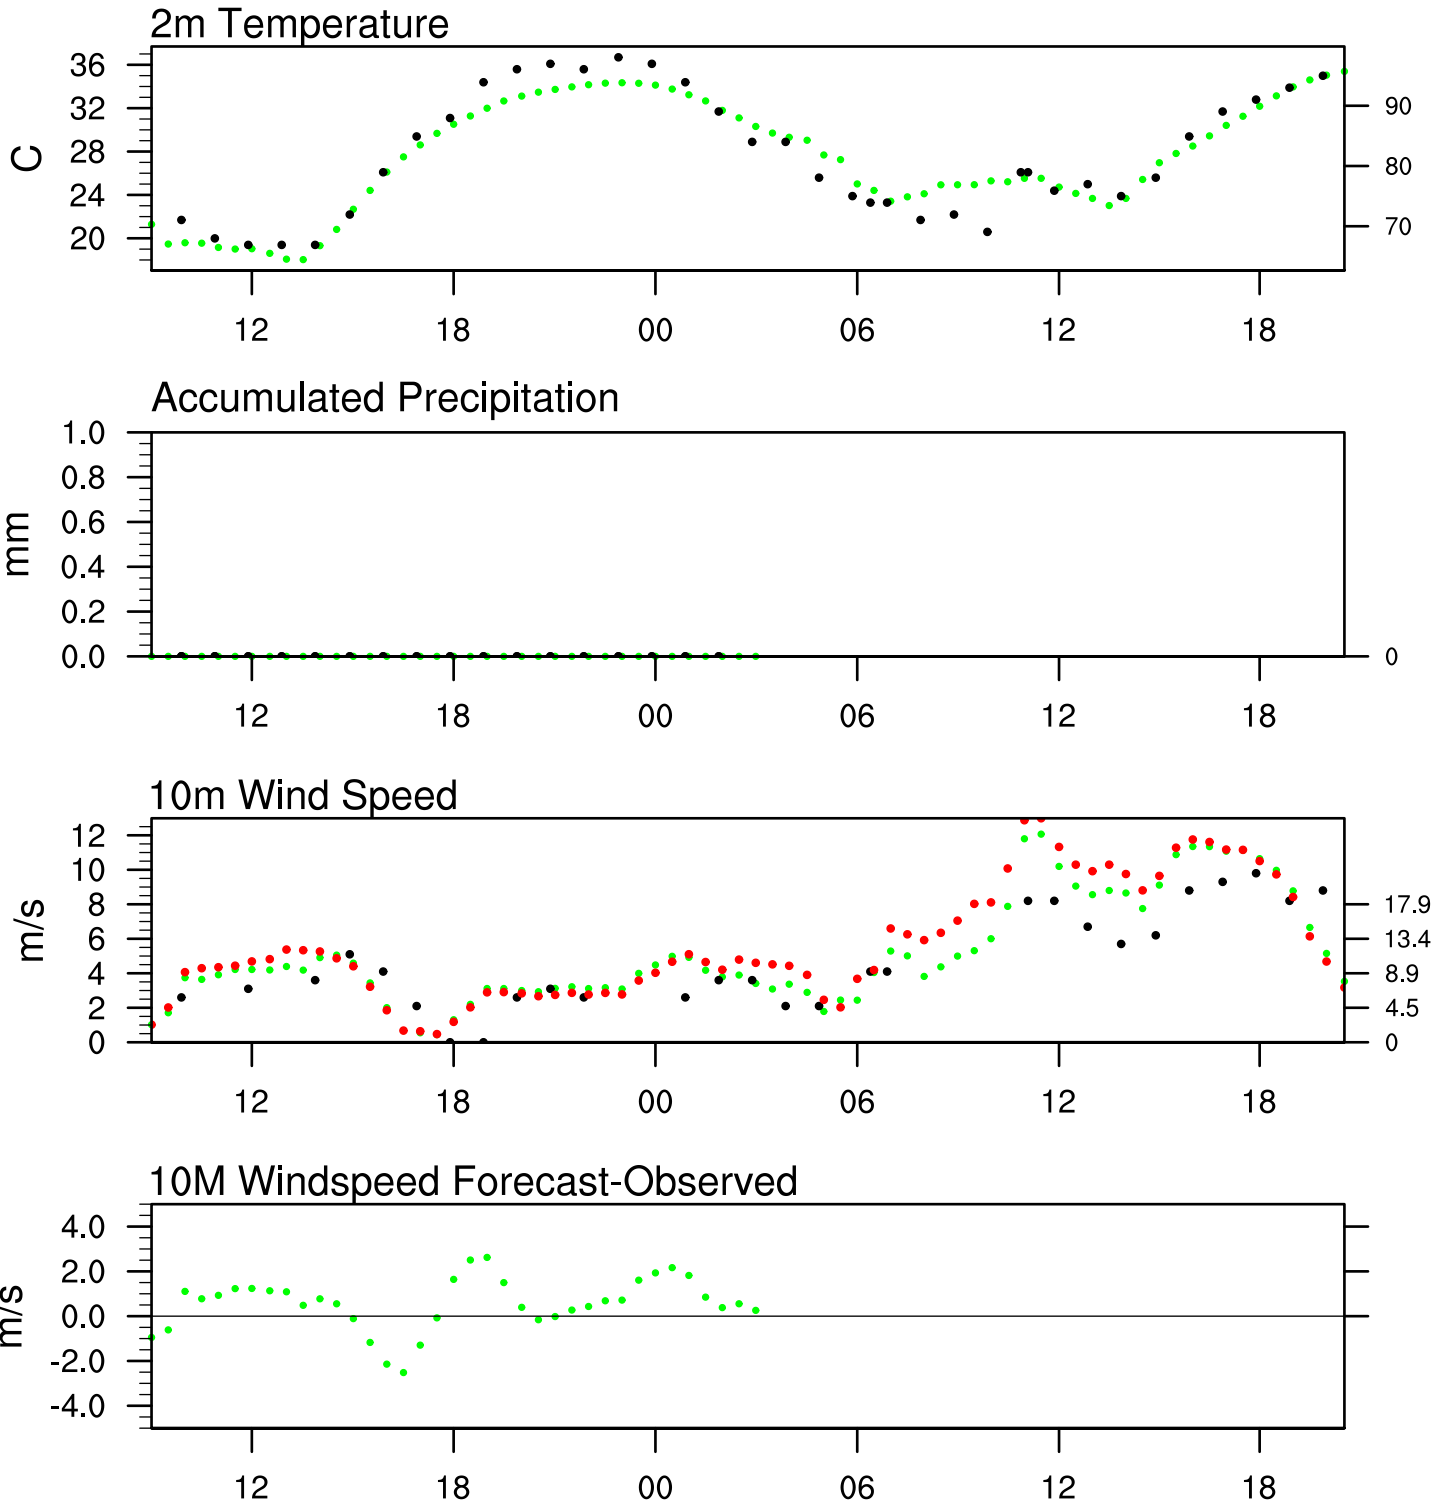 2m Temperature
36
32
28
24
20
C
90
80
70
12 18 00 06 12 18
Accumulated Precipitation
1.0
0.8
0.6
0.4
0.2
0.0
mm
0
12 18 00 06 12 18
10m Wind Speed
12
10
8
6
4
2
0
m/s
17.9
13.4
8.9
4.5
0
12 18 00 06 12 18
10M Windspeed Forecast-Observed
4.0
2.0
0.0
-2.0
-4.0
m/s
12 18 00 06 12 18